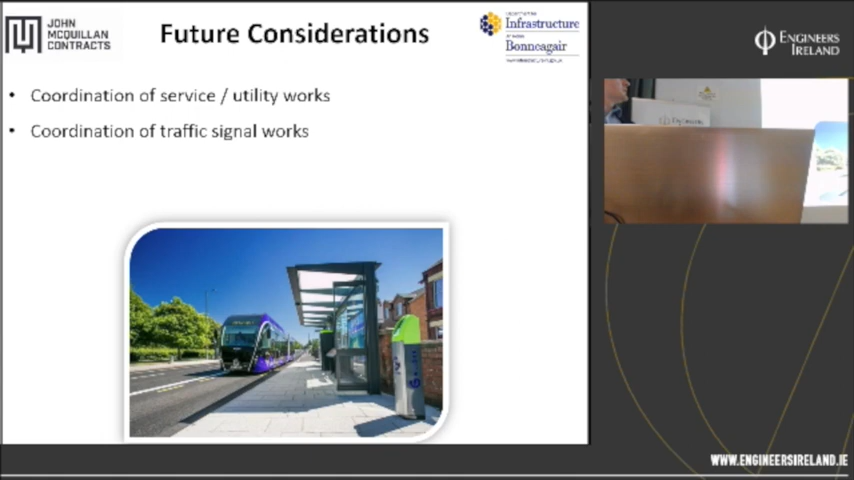 JOHN
MCQUILLAN
CONTRACTS
Future Considerations
Infrastructure
Bonneagair
ENGINEERS
IRELAND
• Coordination of service / utility works
• Coordination of traffic signal works
WWW.ENGINEERSIRELAND.IE